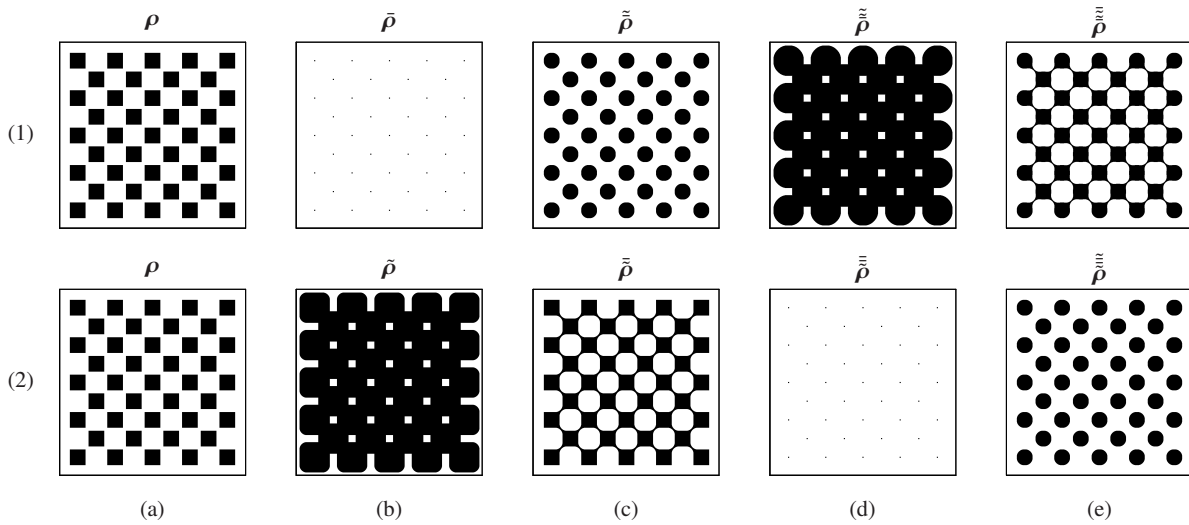 ρ ρ̄ ρ̄̃ ρ̄̃̃ ρ̄̃̃̄
(1)
ρ ρ̃ ρ̃̄ ρ̃̄̄ ρ̃̄̄̃
(2)
(a) (b) (c) (d) (e)